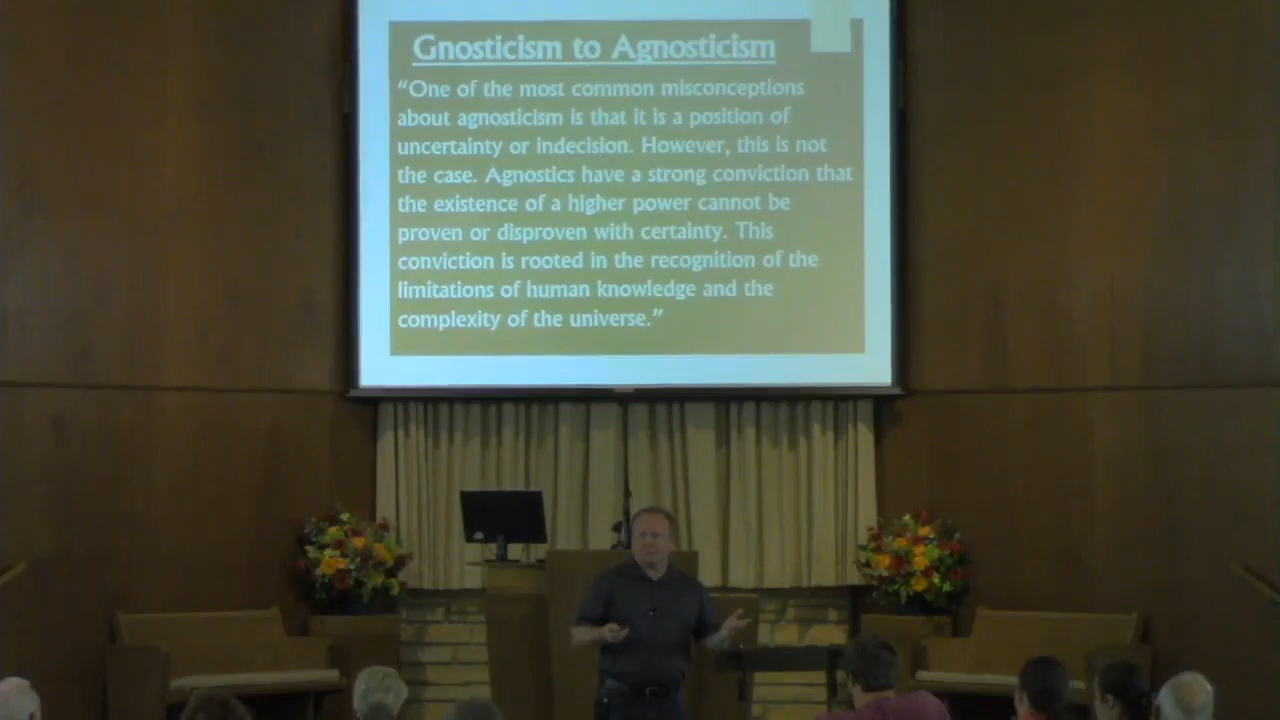 Gnosticism to Agnosticism
“One of the most common misconceptions
about agnosticism is that it is a position of
uncertainty or indecision. However, this is not
the case. Agnostics have a strong conviction that
the existence of a higher power cannot be
proven or disproven with certainty. This
conviction is rooted in the recognition of the
limitations of human knowledge and the
complexity of the universe.”